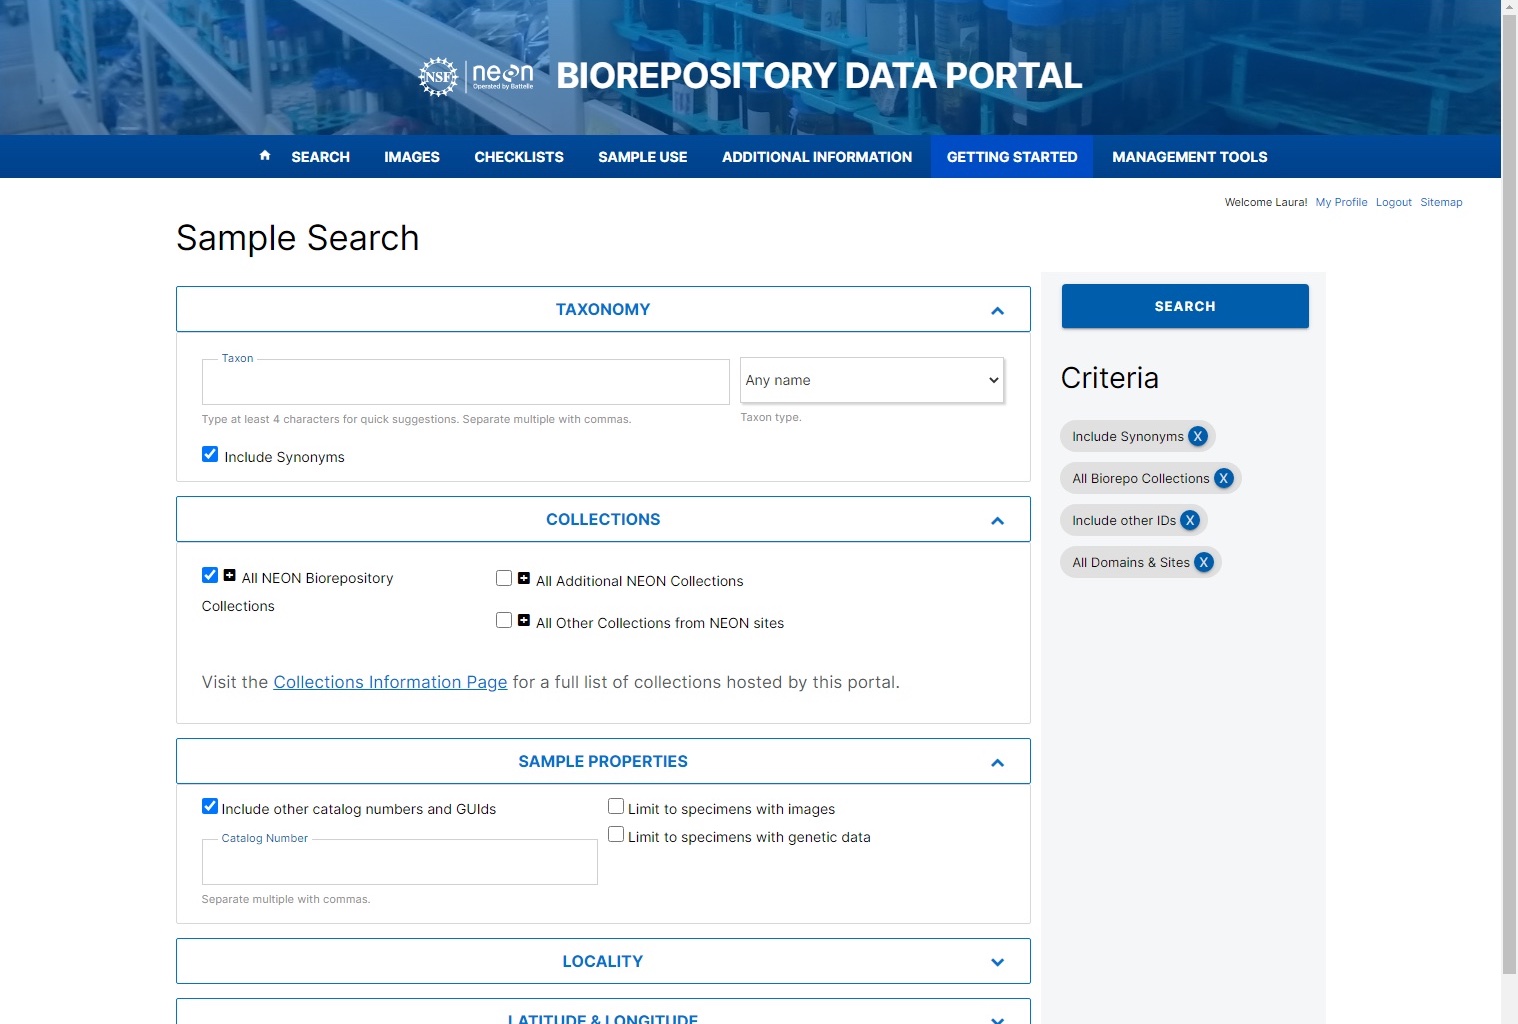 NSF
neon
Operated by Battelle
BIOREPOSITORY DATA PORTAL
SEARCH IMAGES CHECKLISTS SAMPLE USE ADDITIONAL INFORMATION GETTING STARTED MANAGEMENT TOOLS
Welcome Laura! My Profile Logout Sitemap
Sample Search
TAXONOMY
Taxon
Any name
Type at least 4 characters for quick suggestions. Separate multiple with commas.
Taxon type.
Include Synonyms
COLLECTIONS
All NEON Biorepository
Collections
All Additional NEON Collections
All Other Collections from NEON sites
Visit the Collections Information Page for a full list of collections hosted by this portal.
SAMPLE PROPERTIES
Include other catalog numbers and GUIds
Limit to specimens with images
Catalog Number
Limit to specimens with genetic data
Separate multiple with commas.
LOCALITY
LATITUDE & LONGITUDE
SEARCH
Criteria
Include Synonyms X
All Biorepo Collections X
Include other IDs X
All Domains & Sites X